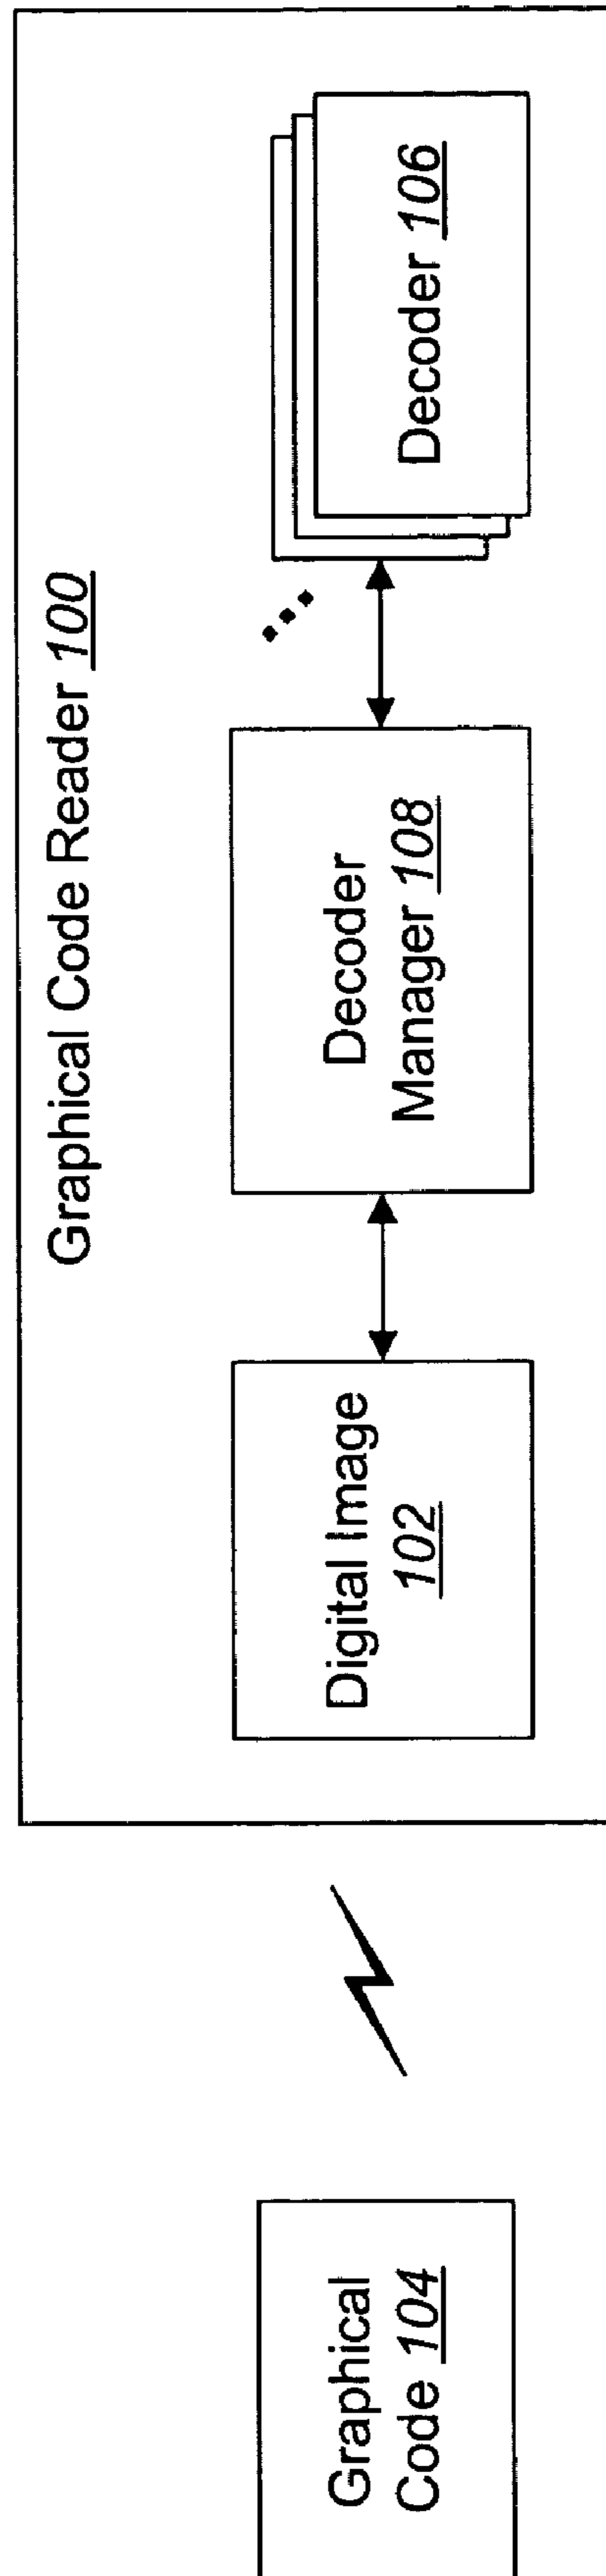 Graphical Code Reader 100
Graphical
Code 104
Digital Image
102
Decoder
Manager 108
Decoder 106